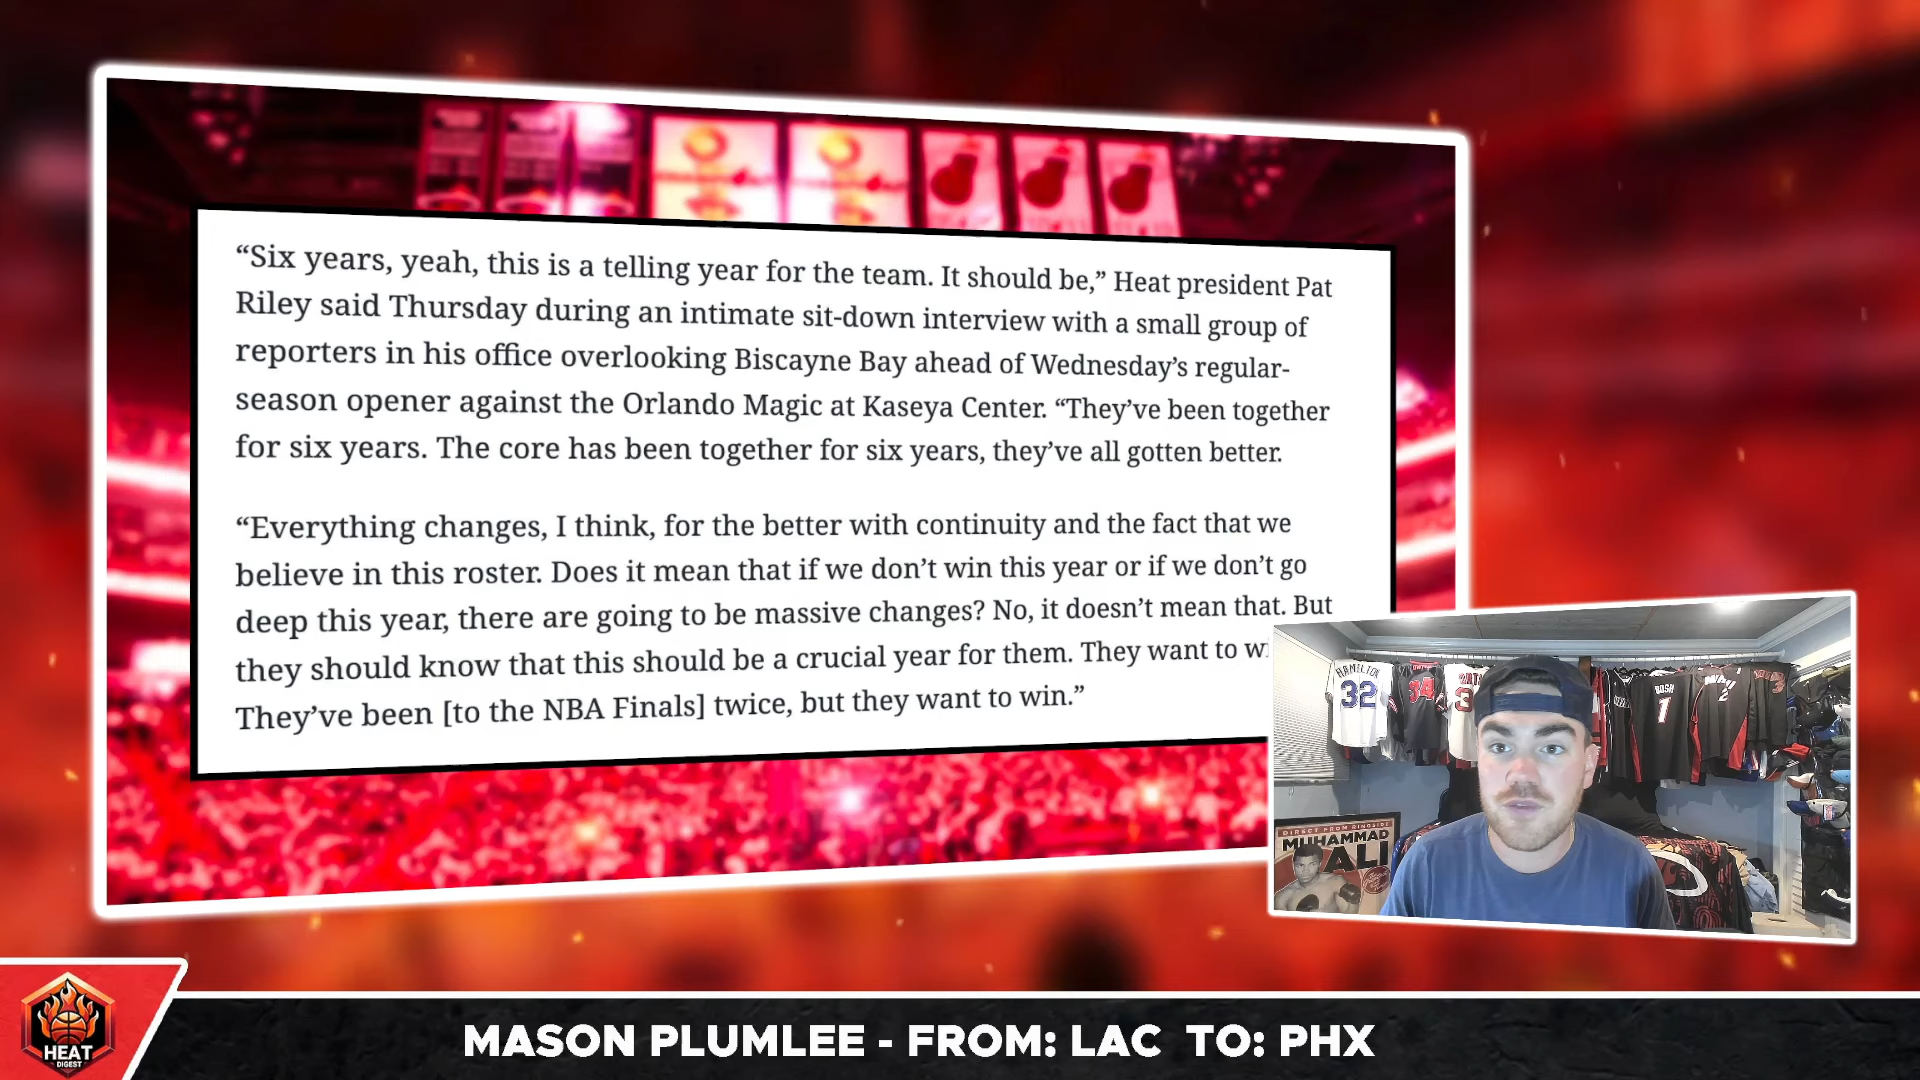 “Six years, yeah, this is a telling year for the team. It should be,” Heat president Pat
Riley said Thursday during an intimate sit-down interview with a small group of
reporters in his office overlooking Biscayne Bay ahead of Wednesday’s regular-
season opener against the Orlando Magic at Kaseya Center. “They’ve been together
for six years. The core has been together for six years, they’ve all gotten better.
“Everything changes, I think, for the better with continuity and the fact that we
believe in this roster. Does it mean that if we don’t win this year or if we don’t go
deep this year, there are going to be massive changes? No, it doesn’t mean that. But
they should know that this should be a crucial year for them. They want to
They’ve been [to the NBA Finals] twice, but they want to win.”
HAMILTON
32
34
3
BOSH
1
2
DIRECT FROM RINGSIDE
MUHAMMAD
ALI
HEAT
DIGEST
MASON PLUMLEE - FROM: LAC TO: PHX